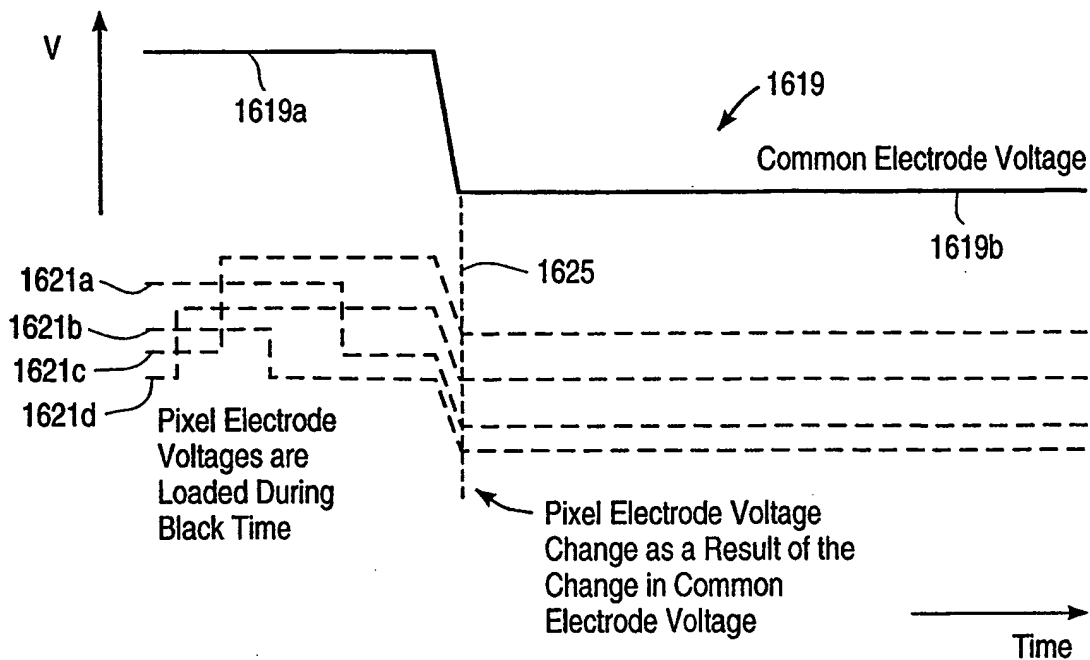 V
1619a
1619
Common Electrode Voltage
1619b
1625
1621a
1621b
1621c
1621d
Pixel Electrode
Voltages are
Loaded During
Black Time
Pixel Electrode Voltage
Change as a Result of the
Change in Common
Electrode Voltage
Time